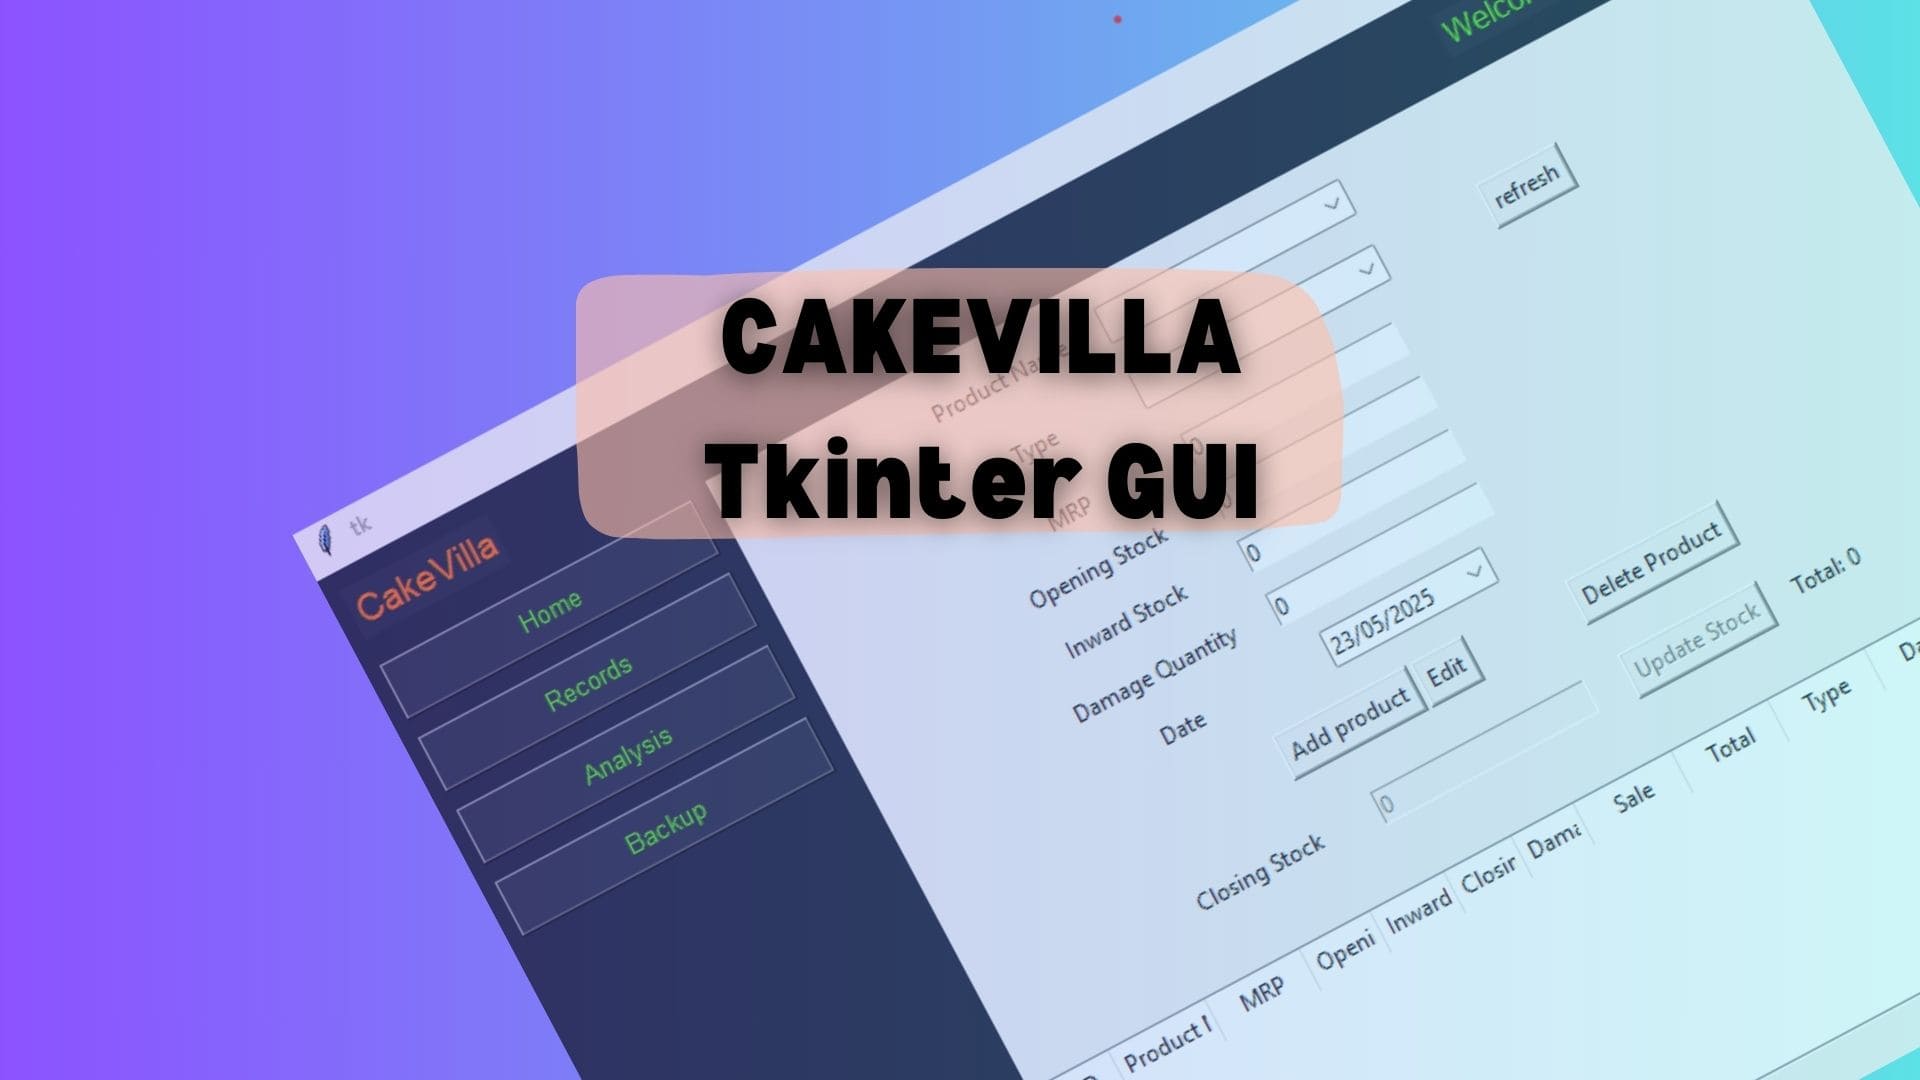 CAKEVILLA
Tkinter GUI
tk
CakeVilla
Home
Records
Analysis
Backup
refresh
Product
Type
MRP
Opening Stock
0
Inward Stock
0
Damage Quantity
Date
23/05/2025
Add product
Edit
Delete Product
Update Stock
Total: 0
Closing Stock
0
Product
MRP
Openi
Inward
Closir
Dama
Sale
Total
Type